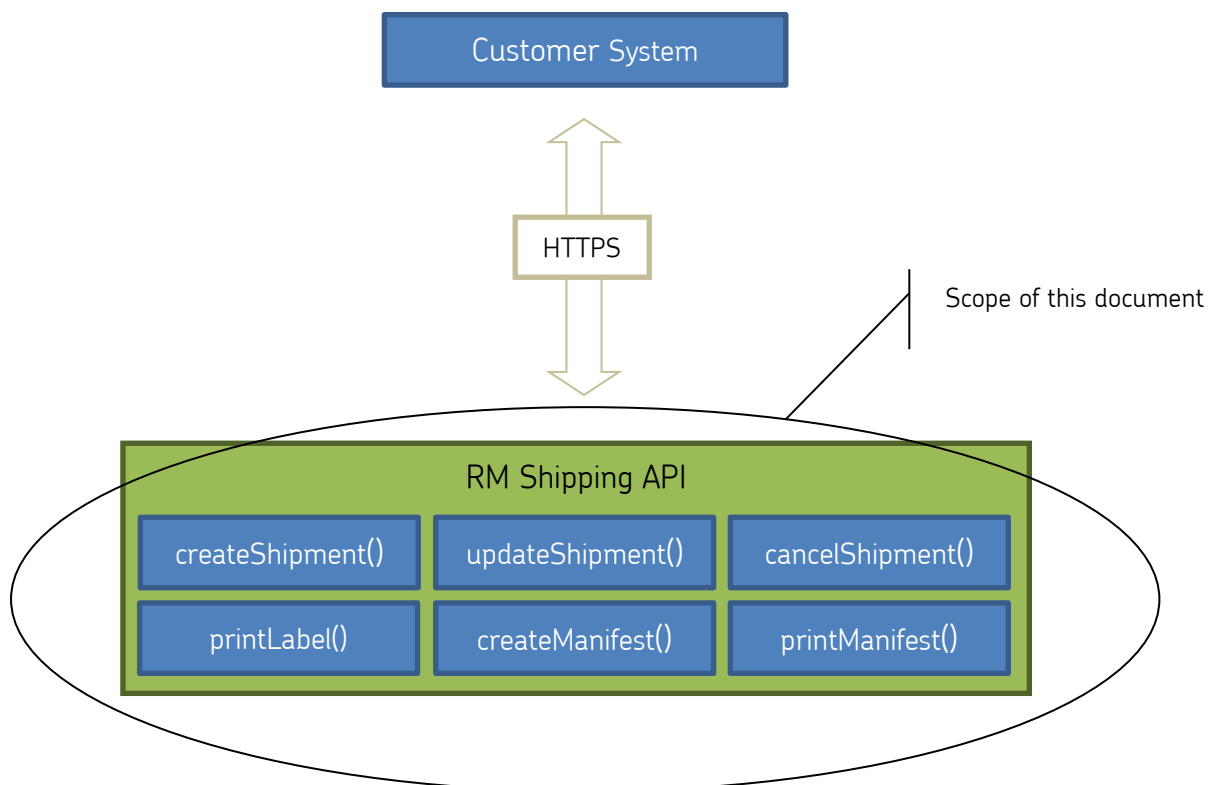 Customer System
HTTPS
Scope of this document
RM Shipping API
createShipment()
updateShipment()
cancelShipment()
printLabel()
createManifest()
printManifest()